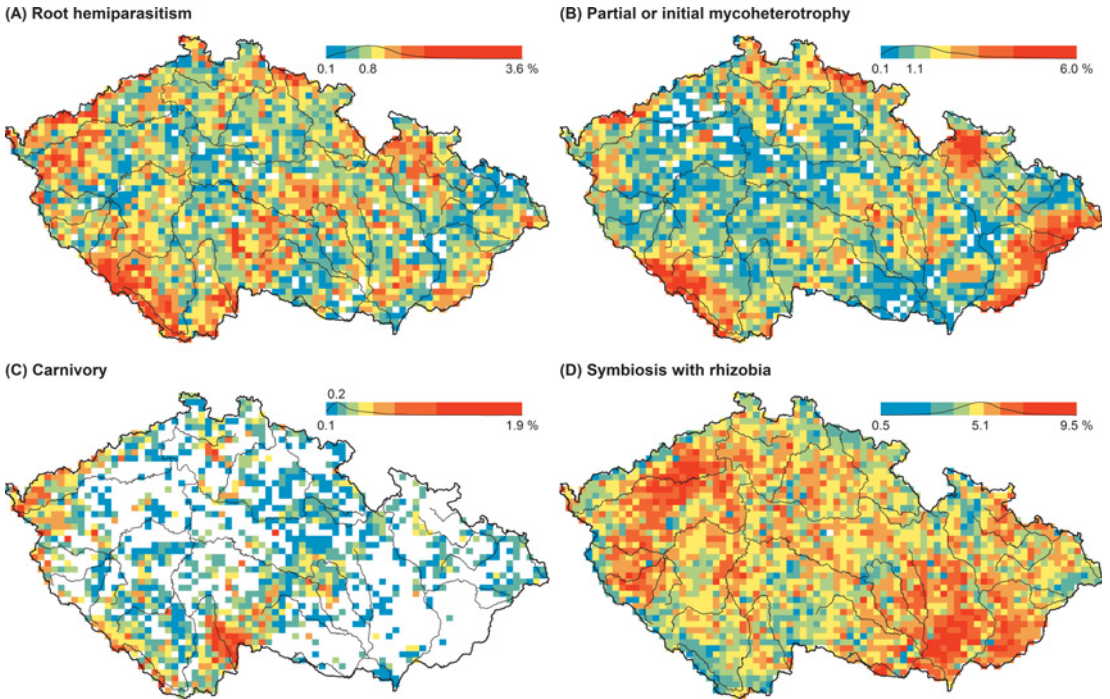 (A) Root hemiparasitism
0.1 0.8 3.6 %
(B) Partial or initial mycoheterotrophy
0.1 1.1 6.0 %
(C) Carnivory
0.2
0.1 1.9 %
(D) Symbiosis with rhizobia
0.5 5.1 9.5 %